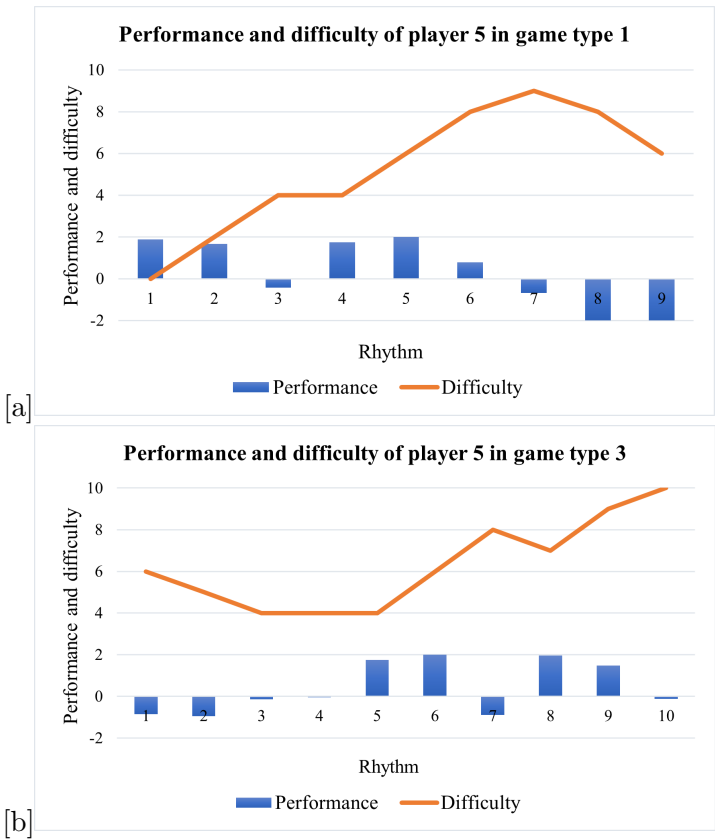 Performance and difficulty of player 5 in game type 1
Performance and difficulty
10
8
6
4
2
0
-2
1 2 3 4 5 6 7 8 9
Rhythm
Performance Difficulty
[a]
Performance and difficulty of player 5 in game type 3
Performance and difficulty
10
8
6
4
2
0
-2
1 2 3 4 5 6 7 8 9 10
Rhythm
Performance Difficulty
[b]